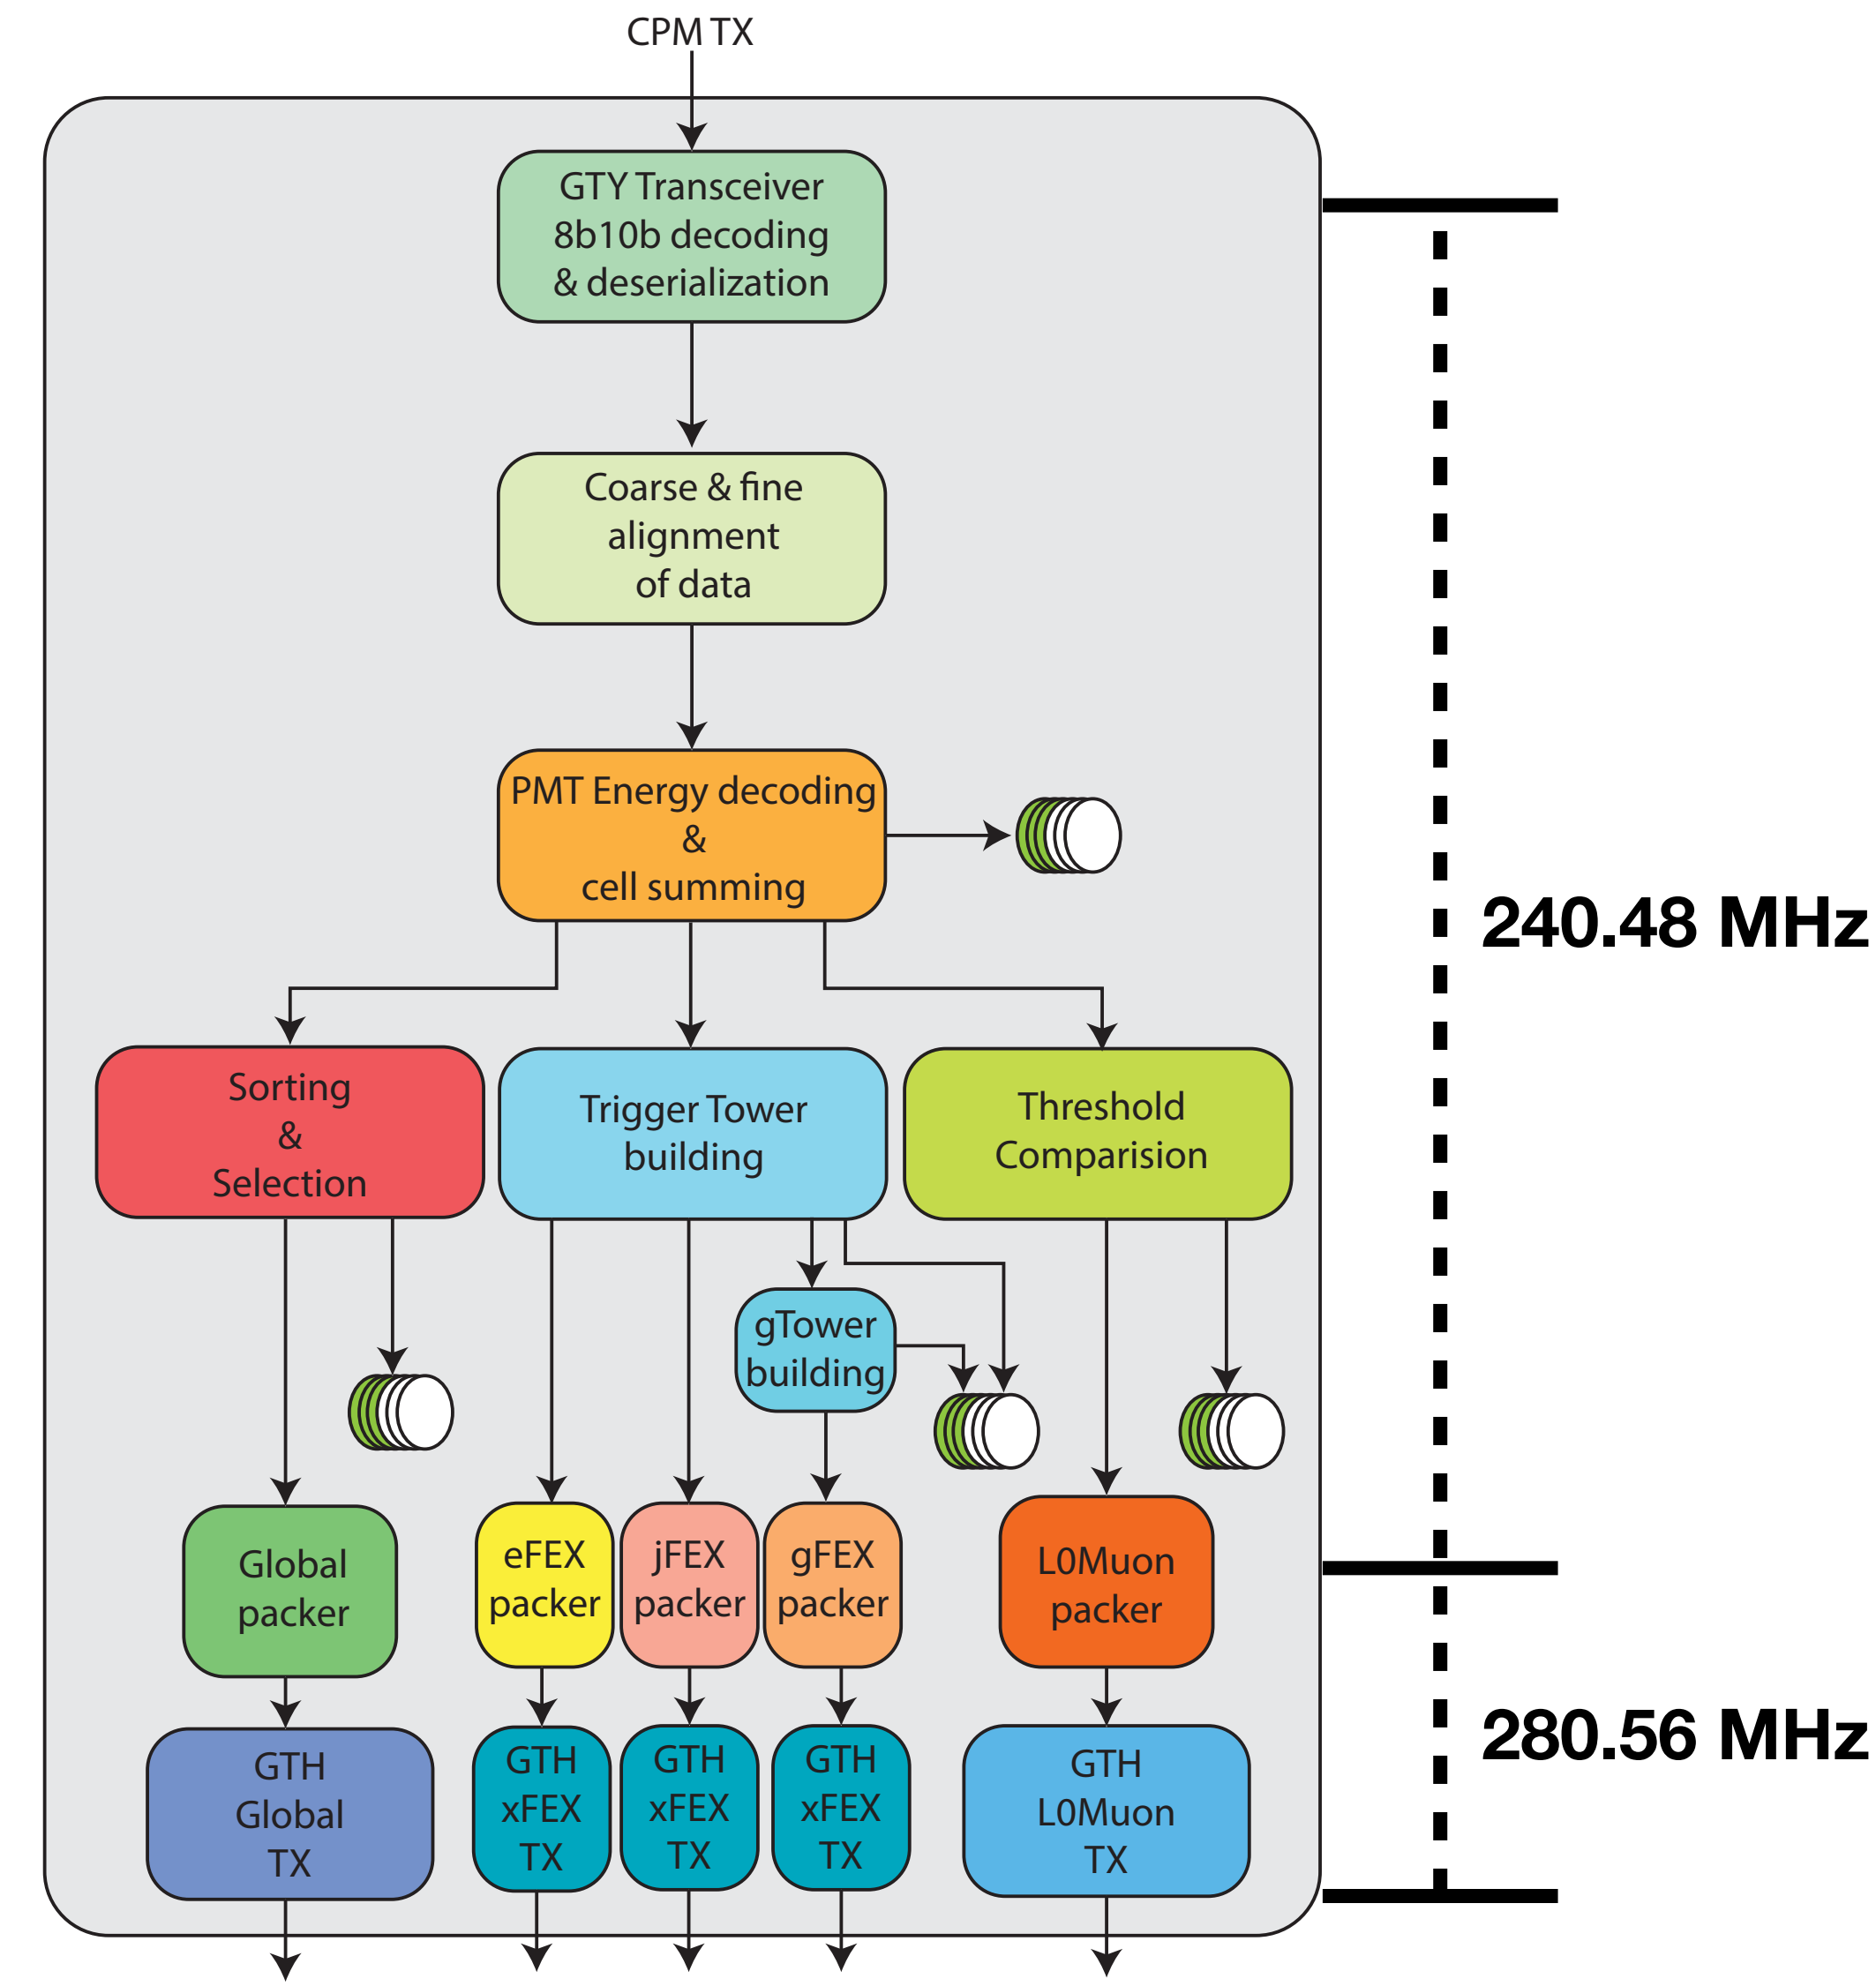 CPM TX
GTY Transceiver
8b10b decoding
& deserialization
Coarse & fine
alignment
of data
PMT Energy decoding
&
cell summing
240.48 MHz
Sorting
&
Selection
Trigger Tower
building
Threshold
Comparision
gTower
building
Global
packer
eFEX
packer
jFEX
packer
gFEX
packer
L0Muon
packer
280.56 MHz
GTH
Global
TX
GTH
xFEX
TX
GTH
xFEX
TX
GTH
xFEX
TX
GTH
L0Muon
TX